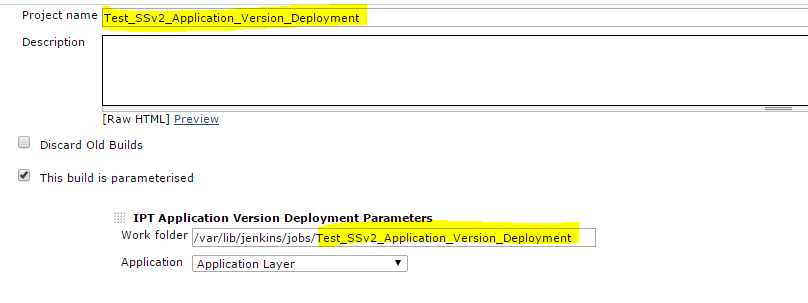 Project name Test_SSv2_Application_Version_Deployment
Description
[Raw HTML] Preview
Discard Old Builds
This build is parameterised
IPT Application Version Deployment Parameters
Work folder /var/lib/jenkins/jobs/Test_SSv2_Application_Version_Deployment
Application Application Layer